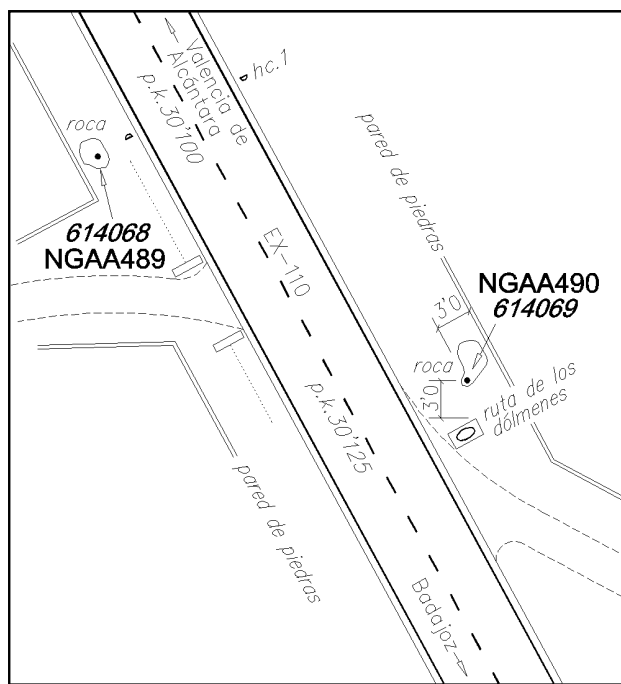 Valencia de
Alcántara
p.k.30'100
hc.1
roca
614068
NGAA489
EX-110
pared de piedras
NGAA490
614069
3'0
roca
3'0
ruta de los
dólmenes
p.k.30'125
pared de piedras
Badajoz